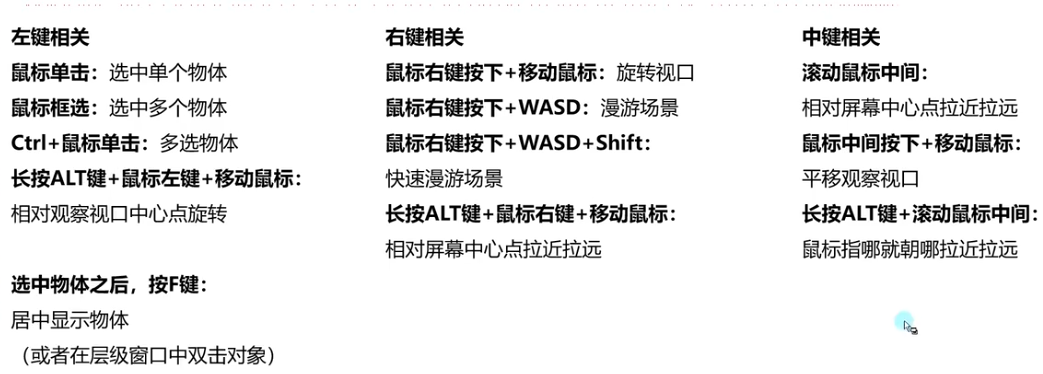 左键相关
鼠标单击：选中单个物体
鼠标框选：选中多个物体
Ctrl+鼠标单击：多选物体
长按ALT键+鼠标左键+移动鼠标：
相对观察视口中心点旋转
选中物体之后，按F键：
居中显示物体
（或者在层级窗口中双击对象）
右键相关
鼠标右键按下+移动鼠标：旋转视口
鼠标右键按下+WASD：漫游场景
鼠标右键按下+WASD+Shift：
快速漫游场景
长按ALT键+鼠标右键+移动鼠标：
相对屏幕中心点拉近拉远
中键相关
滚动鼠标中间：
相对屏幕中心点拉近拉远
鼠标中间按下+移动鼠标：
平移观察视口
长按ALT键+滚动鼠标中间：
鼠标指哪就朝哪拉近拉远